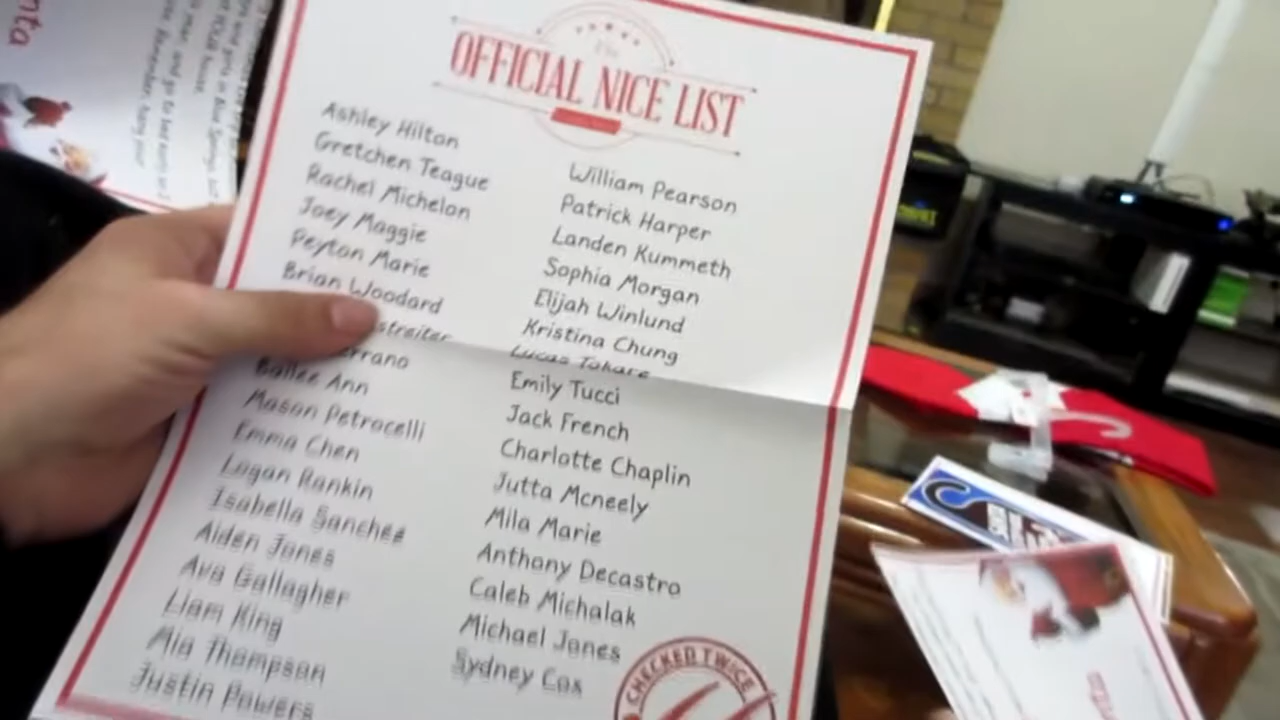 The
OFFICIAL NICE LIST
Ashley Hilton
Gretchen Teague
Rachel Michelon
Joey Maggie
Peyton Marie
Brian Woodard
Bailee Ann
Mason Petrocelli
Emma Chen
Logan Rankin
Isabella Sanchez
Aiden Jones
Ava Gallagher
Liam King
Mia Thompson
Justin Powers
William Pearson
Patrick Harper
Landen Kummeth
Sophia Morgan
Elijah Winlund
Kristina Chung
Lucas
Emily Tucci
Jack French
Charlotte Chaplin
Jutta Mcneely
Mila Marie
Anthony Decastro
Caleb Michalak
Michael Jones
Sydney Cox
CHECKED TWICE